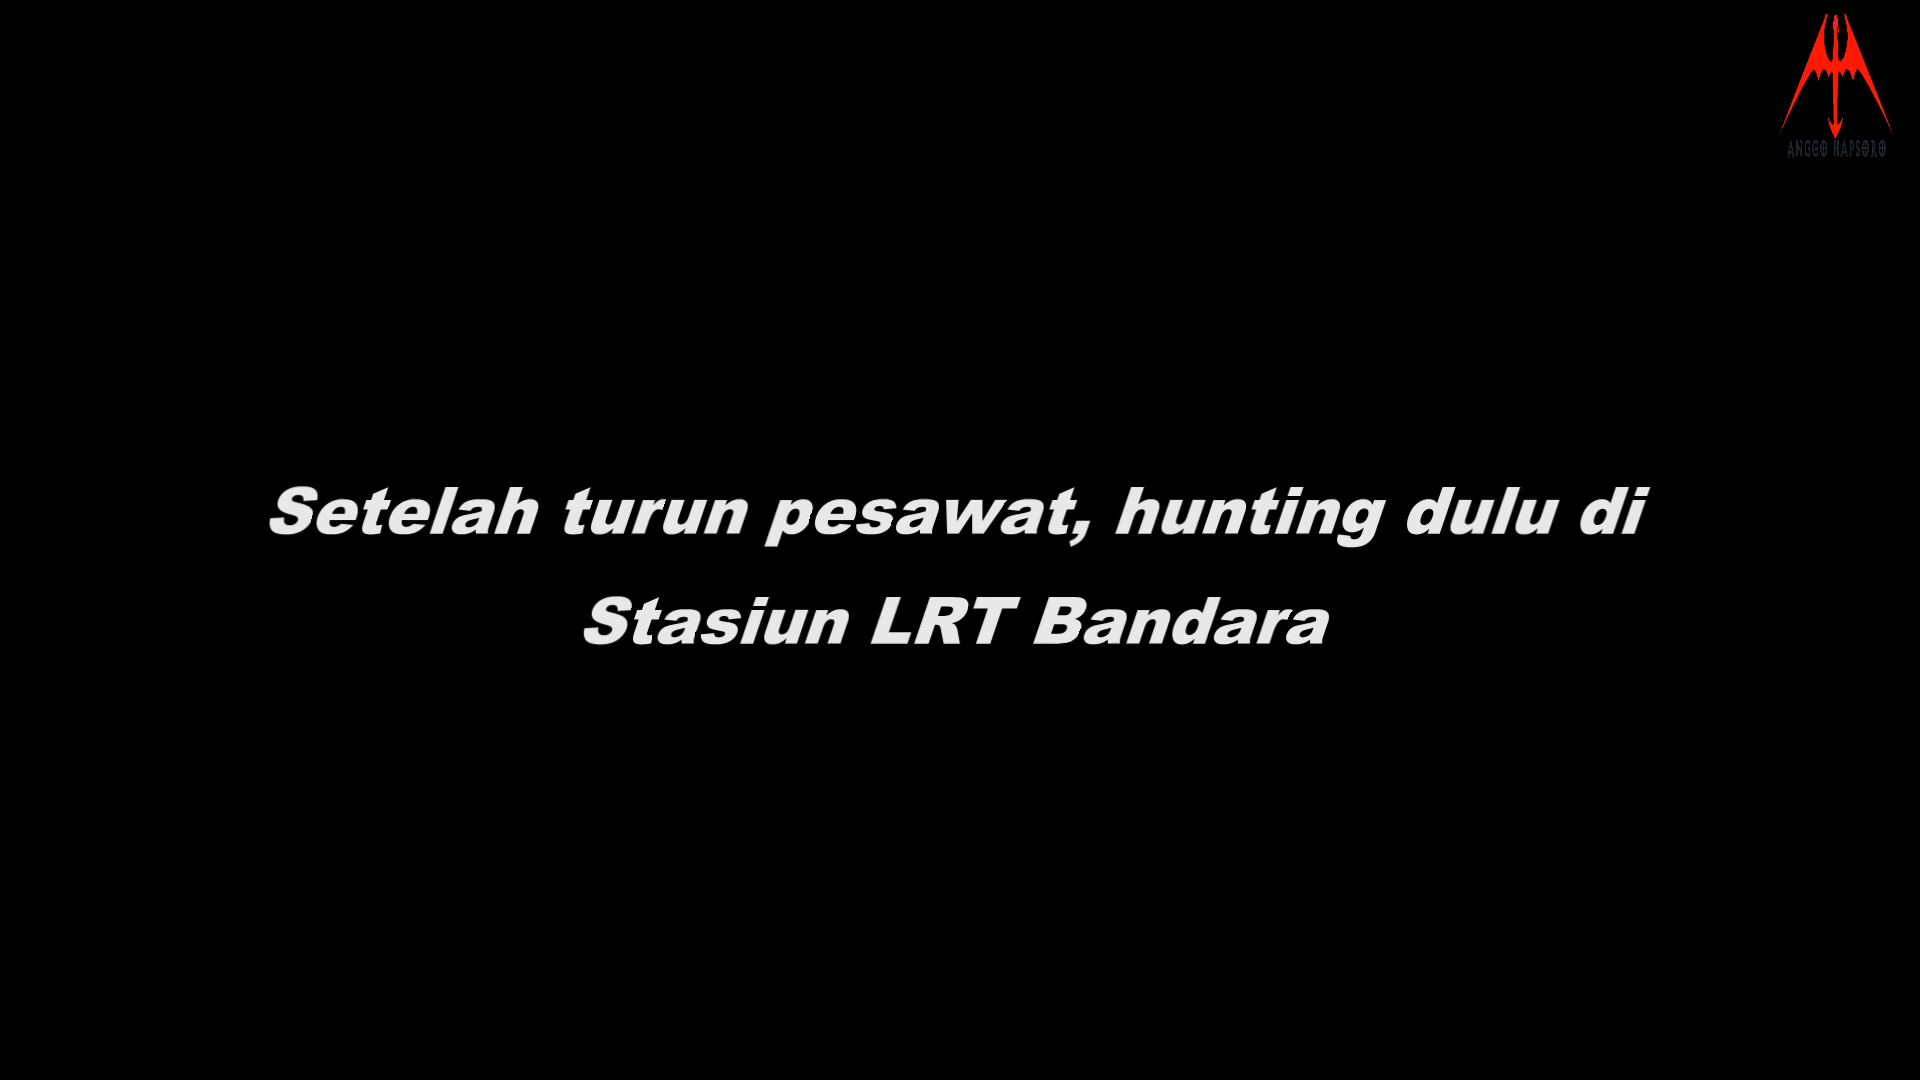 ANGGO HAPSORO
Setelah turun pesawat, hunting dulu di
Stasiun LRT Bandara